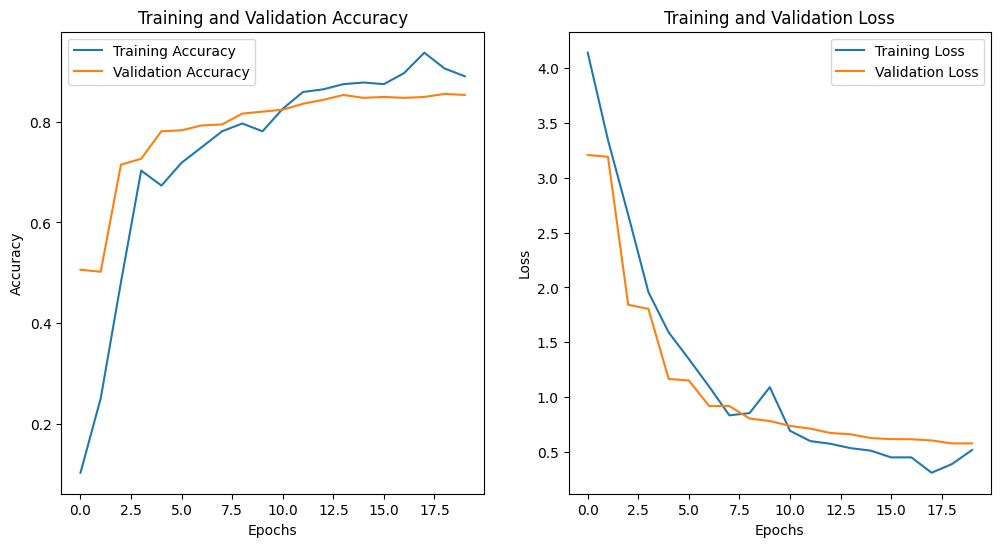 Training and Validation Accuracy
Training Accuracy
Validation Accuracy
0.8
0.6
0.4
0.2
Accuracy
0.0 2.5 5.0 7.5 10.0 12.5 15.0 17.5
Epochs
Training and Validation Loss
Training Loss
Validation Loss
4.0
3.5
3.0
2.5
2.0
1.5
1.0
0.5
Loss
0.0 2.5 5.0 7.5 10.0 12.5 15.0 17.5
Epochs